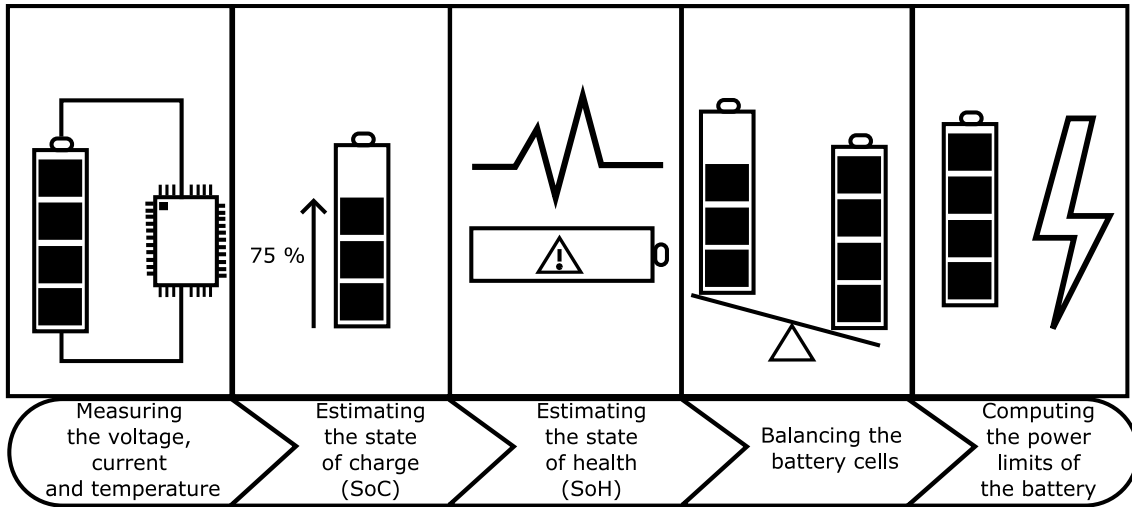 75 %
Measuring
the voltage,
current
and temperature
Estimating
the state
of charge
(SoC)
Estimating
the state
of health
(SoH)
Balancing the
battery cells
Computing
the power
limits of
the battery